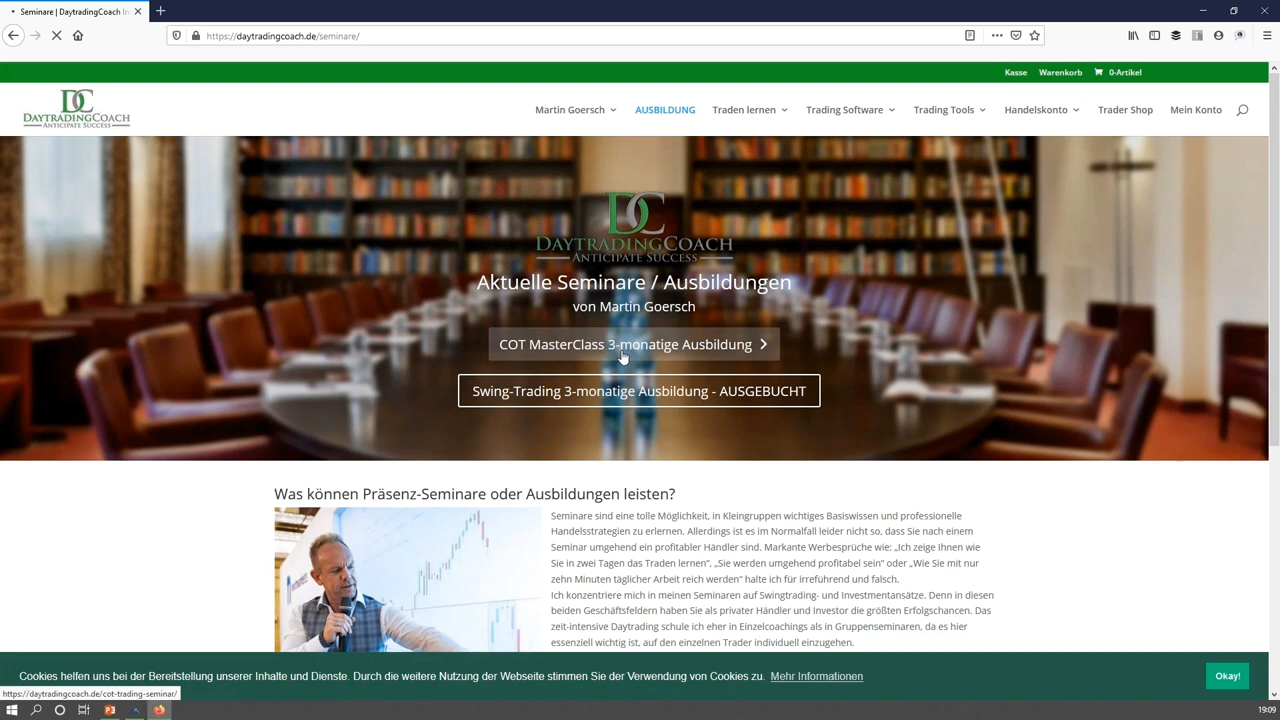 Seminare | DaytradingCoach In
https://daytradingcoach.de/seminare/
Kasse
Warenkorb
0-Artikel
DC
DAYTRADINGCOACH
ANTICIPATE SUCCESS
Martin Goersch
AUSBILDUNG
Traden lernen
Trading Software
Trading Tools
Handelskonto
Trader Shop
Mein Konto
DC
DAYTRADINGCOACH
ANTICIPATE SUCCESS
Aktuelle Seminare / Ausbildungen
von Martin Goersch
COT MasterClass 3-monatige Ausbildung
Swing-Trading 3-monatige Ausbildung - AUSGEBUCHT
Was können Präsenz-Seminare oder Ausbildungen leisten?
Seminare sind eine tolle Möglichkeit, in Kleingruppen wichtiges Basiswissen und professionelle
Handelsstrategien zu erlernen. Allerdings ist es im Normalfall leider nicht so, dass Sie nach einem
Seminar umgehend ein profitabler Händler sind. Markante Werbesprüche wie: „Ich zeige Ihnen wie
Sie in zwei Tagen das Traden lernen“, „Sie werden umgehend profitabel sein“ oder „Wie Sie mit nur
zehn Minuten täglicher Arbeit reich werden“ halte ich für irreführend und falsch.
Ich konzentriere mich in meinen Seminaren auf Swingtrading- und Investmentansätze. Denn in diesen
beiden Geschäftsfeldern haben Sie als privater Händler und Investor die größten Erfolgschancen. Das
zeit-intensive Daytrading schule ich eher in Einzelcoachings als in Gruppenseminaren, da es hier
essenziell wichtig ist, auf den einzelnen Trader individuell einzugehen.
Cookies helfen uns bei der Bereitstellung unserer Inhalte und Dienste. Durch die weitere Nutzung der Webseite stimmen Sie der Verwendung von Cookies zu. Mehr Informationen
Okay!
https://daytradingcoach.de/cot-trading-seminar/
19:09